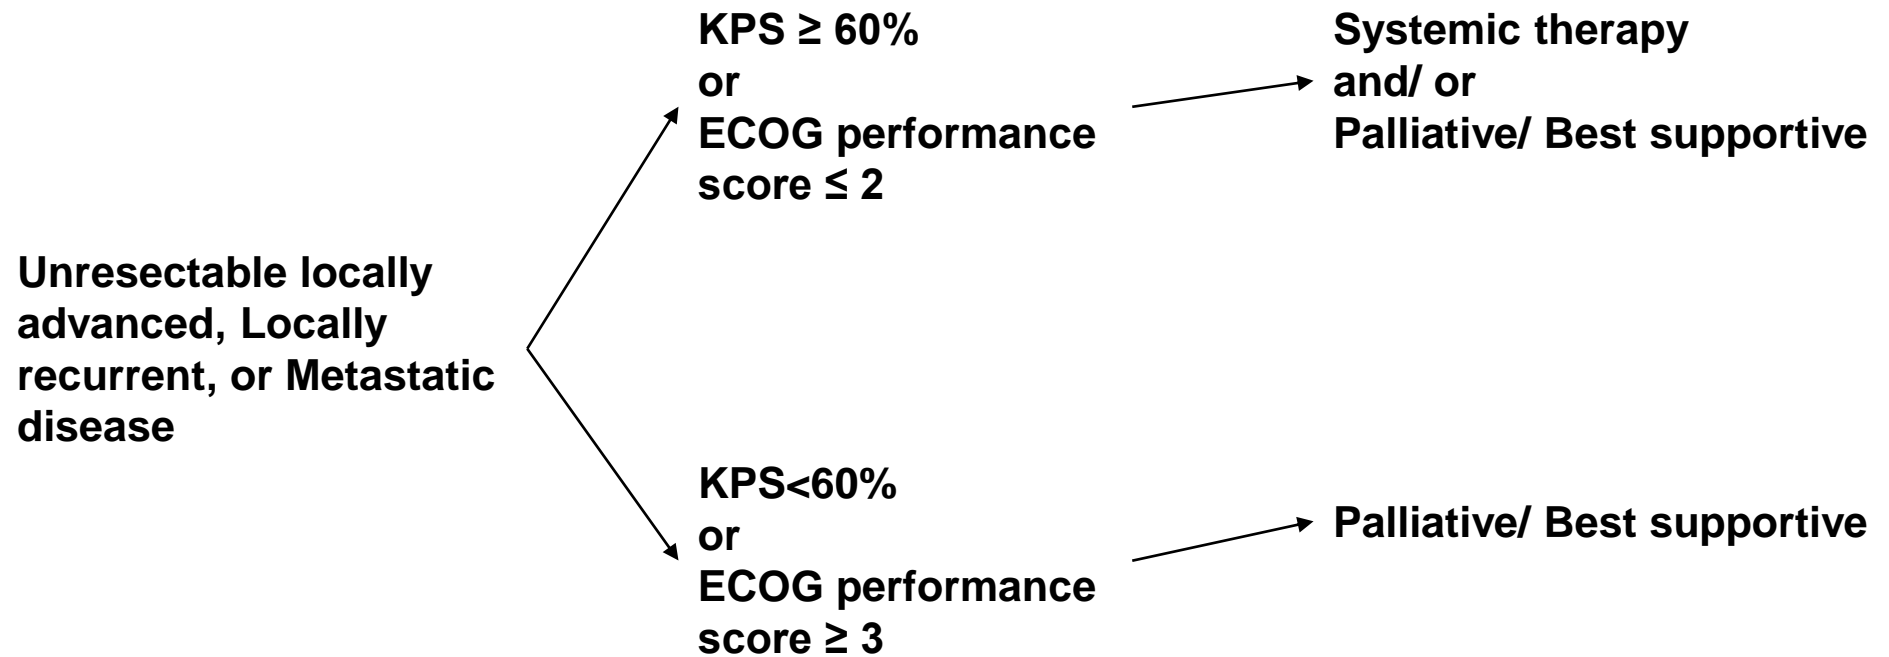 Unresectable locally
advanced, Locally
recurrent, or Metastatic
disease
KPS ≥ 60%
or
ECOG performance
score ≤ 2
Systemic therapy
and/ or
Palliative/ Best supportive
KPS<60%
or
ECOG performance
score ≥ 3
Palliative/ Best supportive